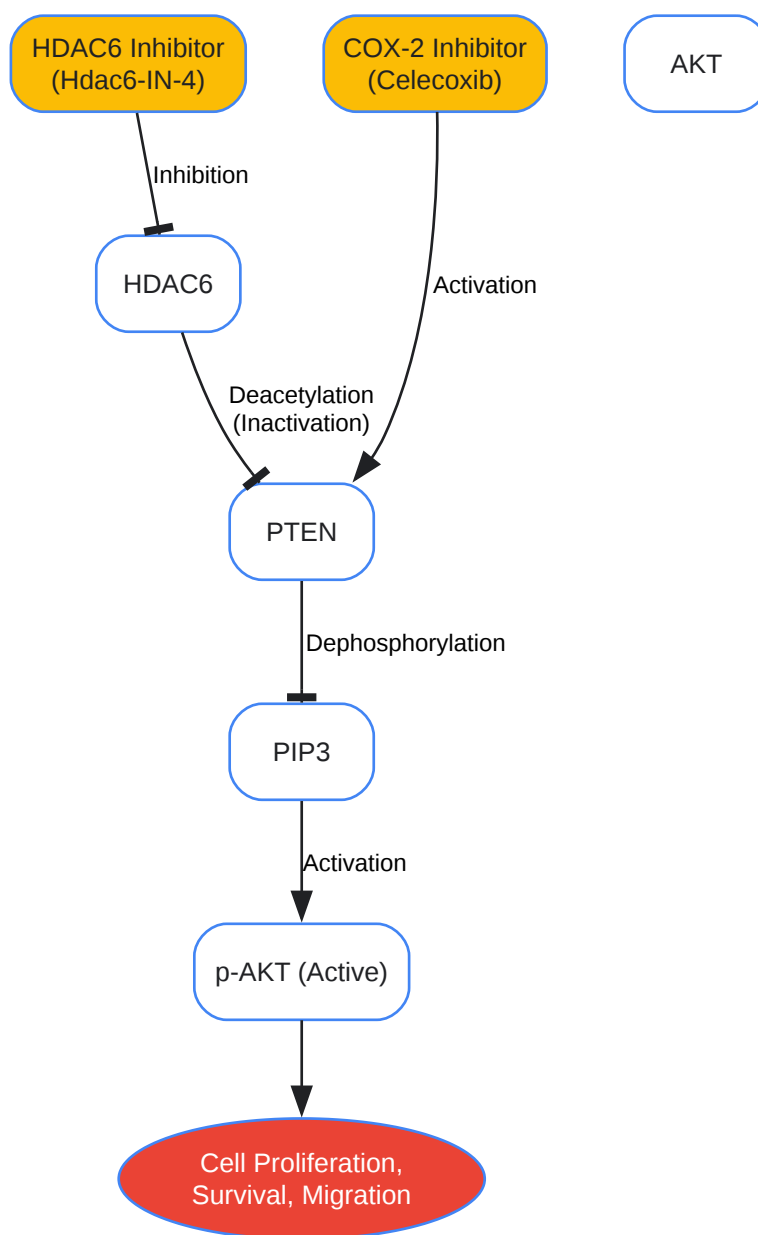 HDAC6 Inhibitor
(Hdac6-IN-4)
COX-2 Inhibitor
(Celecoxib)
AKT
Inhibition
HDAC6
Activation
Deacetylation
(Inactivation)
PTEN
Dephosphorylation
PIP3
Activation
p-AKT (Active)
Cell Proliferation,
Survival, Migration